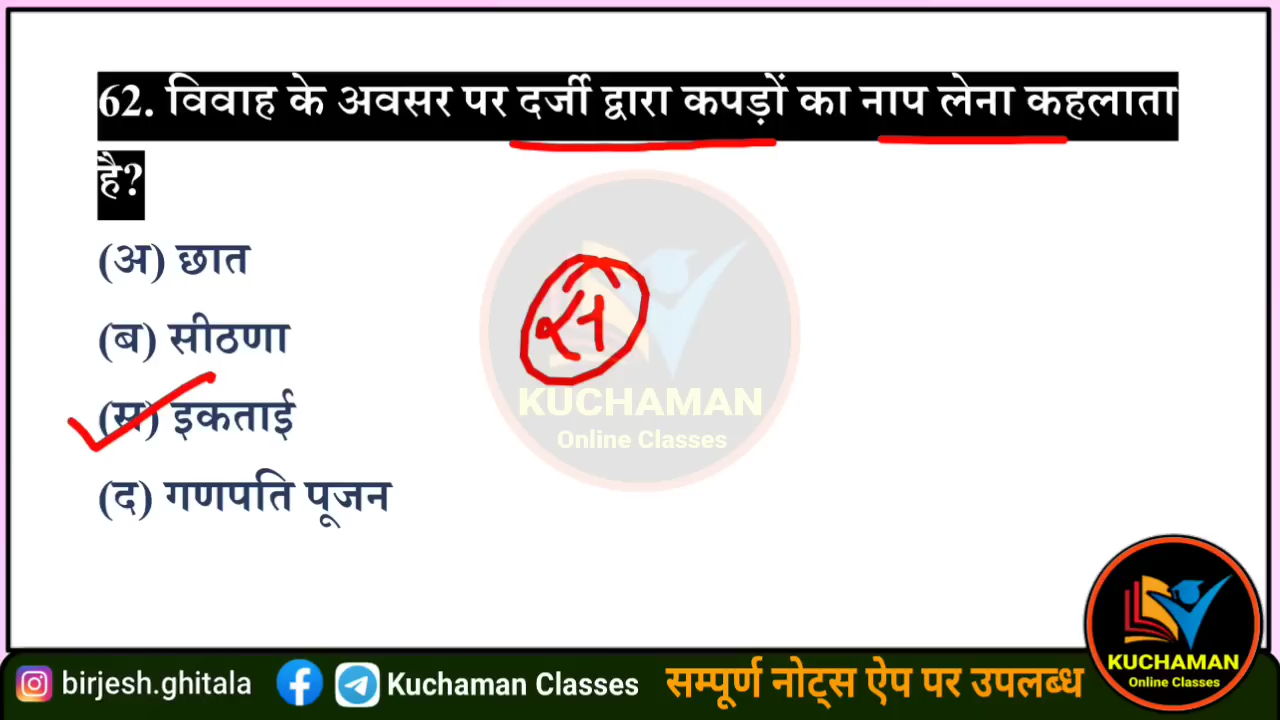 62. विवाह के अवसर पर दर्जी द्वारा कपड़ों का नाप लेना कहलाता
है?
(अ) छात
(ब) सीठणा
(स) इकताई
(द) गणपति पूजन
स
KUCHAMAN
Online Classes
KUCHAMAN
Online Classes
birjesh.ghitala
Kuchaman Classes
सम्पूर्ण नोट्स ऐप पर उपलब्ध